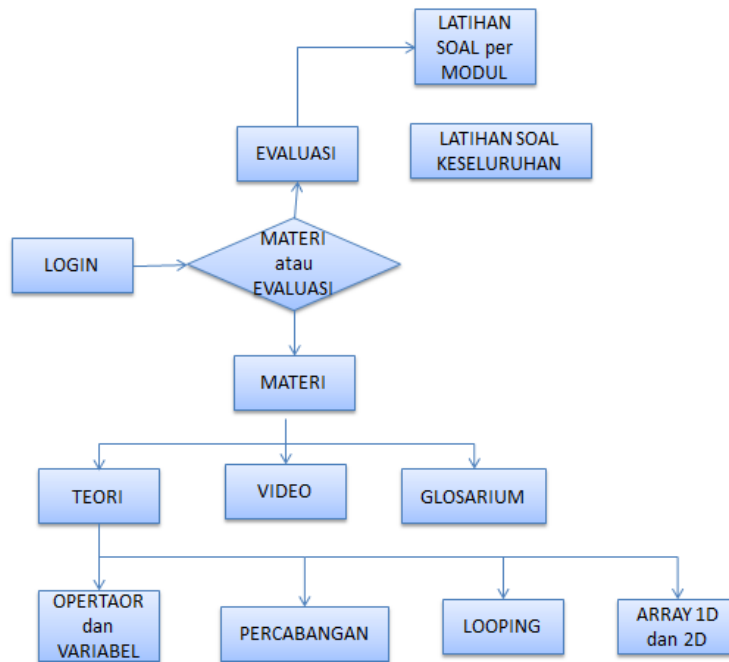 LATIHAN
SOAL per
MODUL
EVALUASI
LATIHAN SOAL
KESELURUHAN
LOGIN
MATERI
atau
EVALUASI
MATERI
TEORI
VIDEO
GLOSARIUM
OPERTAOR
dan
VARIABEL
PERCABANGAN
LOOPING
ARRAY 1D
dan 2D